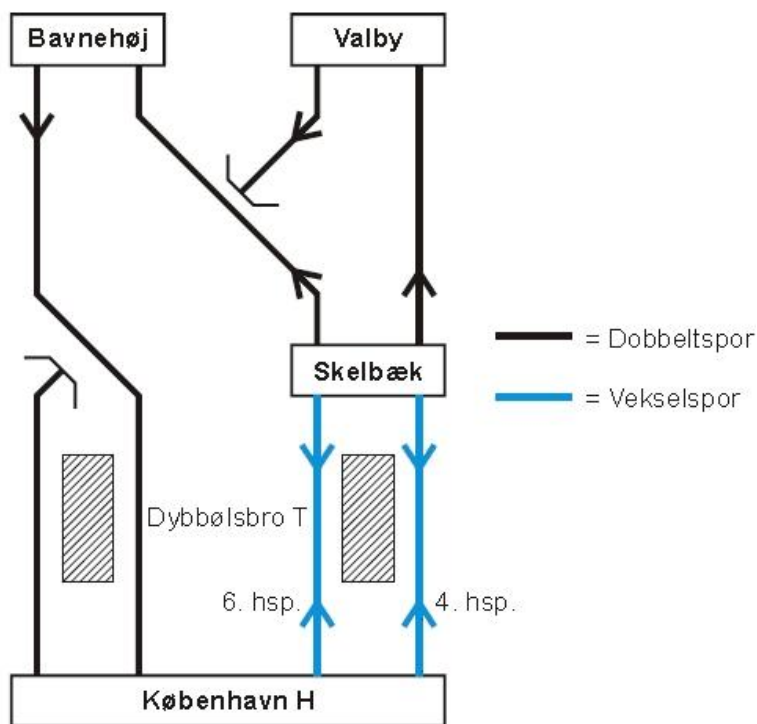 Bavnehøj
Valby
Skelbæk
= Dobbeltspor
= Vekselspor
Dybbølsbro T
6. hsp.
4. hsp.
København H